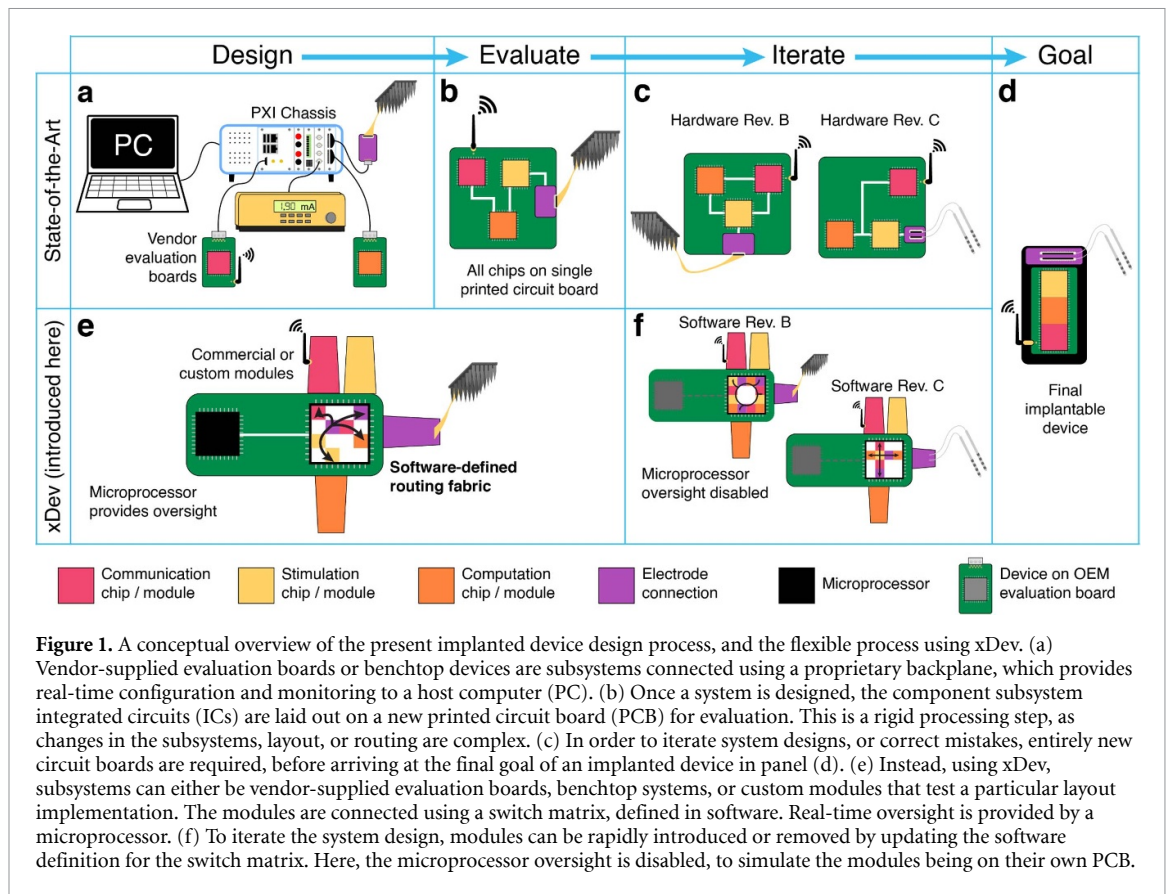 Design
Evaluate
Iterate
Goal
State-of-the-Art
a
PC
PXI Chassis
1.90 mA
Vendor
evaluation
boards
b
All chips on single
printed circuit board
c
Hardware Rev. B
Hardware Rev. C
d
Final
implantable
device
xDev (introduced here)
e
Commercial or
custom modules
Software-defined
routing fabric
Microprocessor
provides oversight
f
Software Rev. B
Software Rev. C
Microprocessor
oversight disabled
Communication
chip / module
Stimulation
chip / module
Computation
chip / module
Electrode
connection
Microprocessor
Device on OEM
evaluation board
Figure 1. A conceptual overview of the present implanted device design process, and the flexible process using xDev. (a)
Vendor-supplied evaluation boards or benchtop devices are subsystems connected using a proprietary backplane, which provides
real-time configuration and monitoring to a host computer (PC). (b) Once a system is designed, the component subsystem
integrated circuits (ICs) are laid out on a new printed circuit board (PCB) for evaluation. This is a rigid processing step, as
changes in the subsystems, layout, or routing are complex. (c) In order to iterate system designs, or correct mistakes, entirely new
circuit boards are required, before arriving at the final goal of an implanted device in panel (d). (e) Instead, using xDev,
subsystems can either be vendor-supplied evaluation boards, benchtop systems, or custom modules that test a particular layout
implementation. The modules are connected using a switch matrix, defined in software. Real-time oversight is provided by a
microprocessor. (f) To iterate the system design, modules can be rapidly introduced or removed by updating the software
definition for the switch matrix. Here, the microprocessor oversight is disabled, to simulate the modules being on their own PCB.